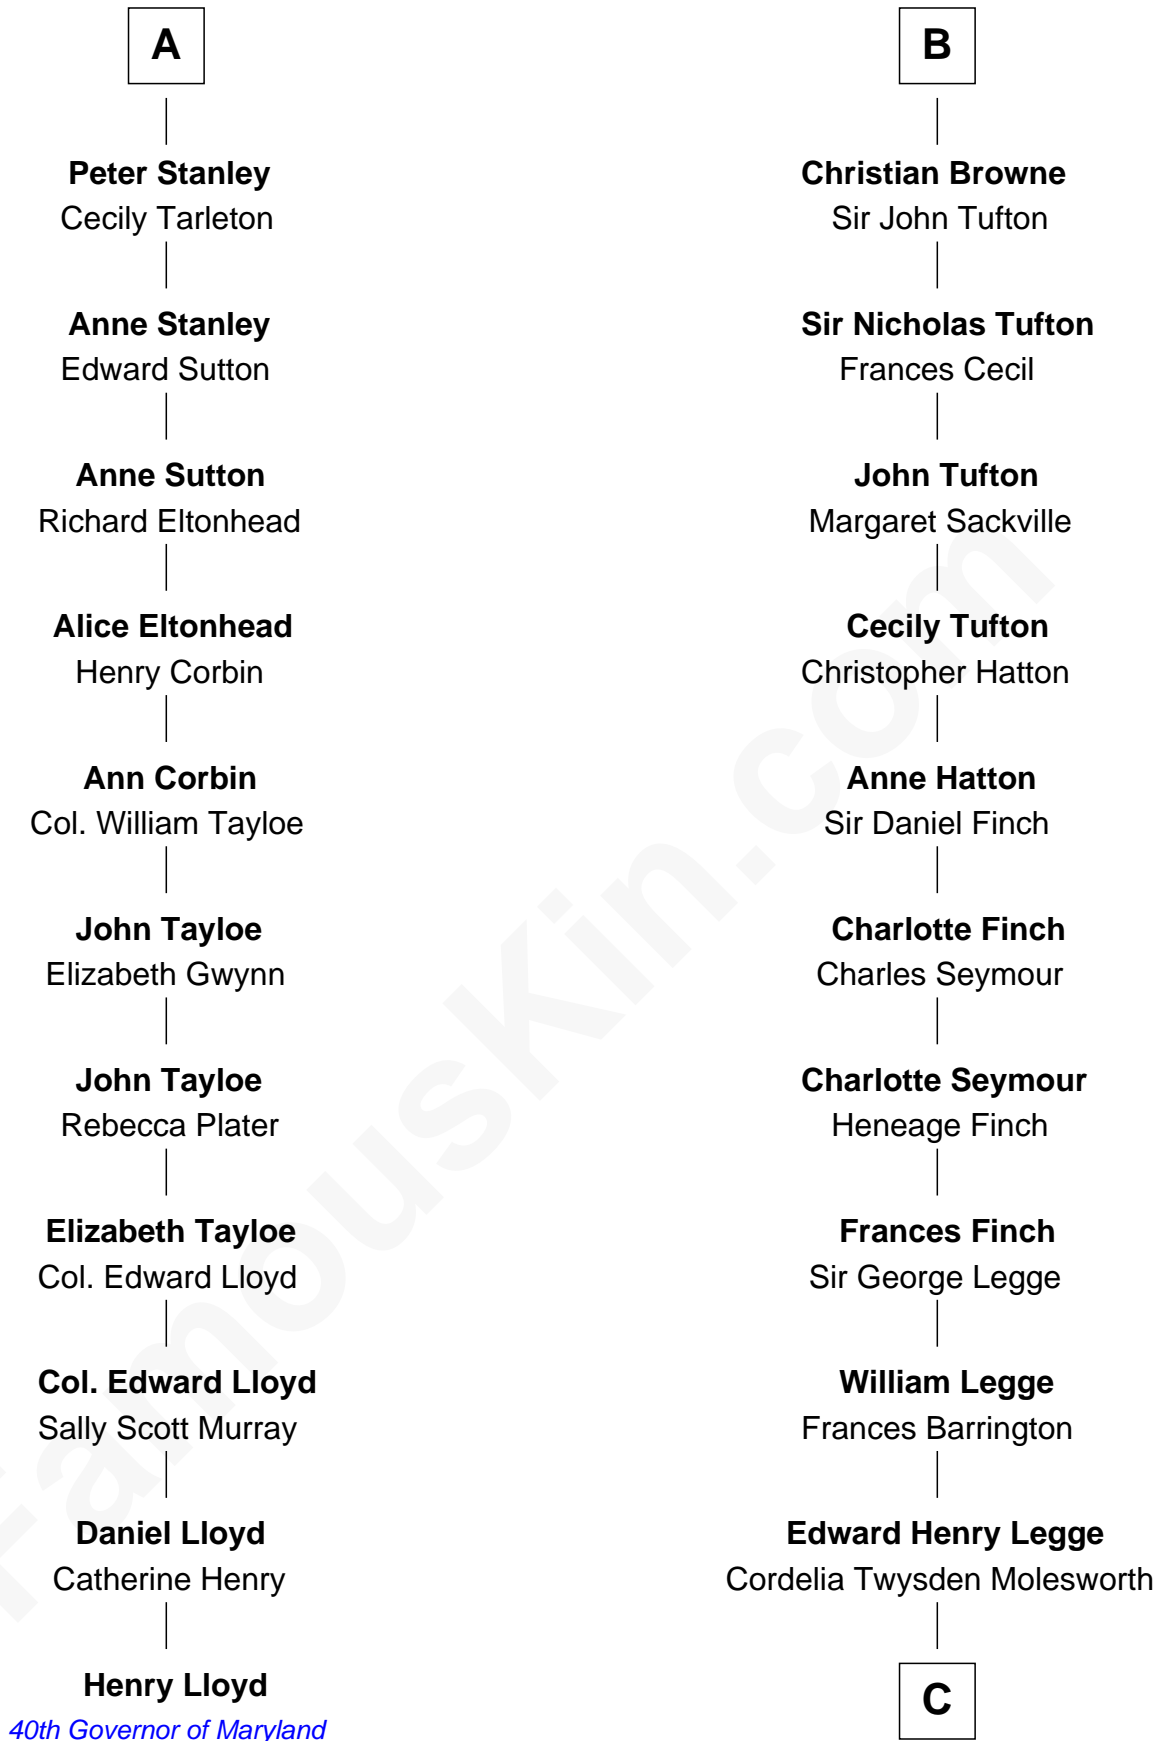 A
Peter Stanley
Cecily Tarleton
Anne Stanley
Edward Sutton
Anne Sutton
Richard Eltonhead
Alice Eltonhead
Henry Corbin
Ann Corbin
Col. William Tayloe
John Tayloe
Elizabeth Gwynn
John Tayloe
Rebecca Plater
Elizabeth Tayloe
Col. Edward Lloyd
Col. Edward Lloyd
Sally Scott Murray
Daniel Lloyd
Catherine Henry
Henry Lloyd
40th Governor of Maryland
B
Christian Browne
Sir John Tufton
Sir Nicholas Tufton
Frances Cecil
John Tufton
Margaret Sackville
Cecily Tufton
Christopher Hatton
Anne Hatton
Sir Daniel Finch
Charlotte Finch
Charles Seymour
Charlotte Seymour
Heneage Finch
Frances Finch
Sir George Legge
William Legge
Frances Barrington
Edward Henry Legge
Cordelia Twysden Molesworth
C
FamousKin.com